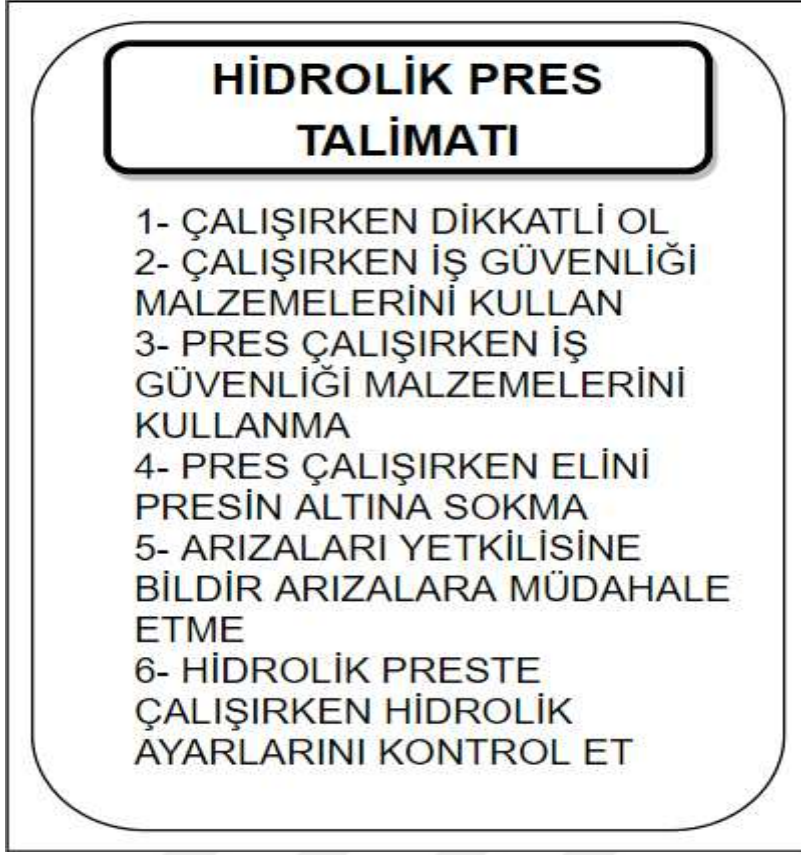 HİDROLİK PRES
TALİMATI
1- ÇALIŞIRKEN DİKKATLİ OL
2- ÇALIŞIRKEN İŞ GÜVENLİĞİ
MALZEMELERİNİ KULLAN
3- PRES ÇALIŞIRKEN İŞ
GÜVENLİĞİ MALZEMELERİNİ
KULLANMA
4- PRES ÇALIŞIRKEN ELİNİ
PRESİN ALTINA SOKMA
5- ARIZALARI YETKİLİSİNE
BİLDİR ARIZALARA MÜDAHALE
ETME
6- HİDROLİK PRESTE
ÇALIŞIRKEN HİDROLİK
AYARLARINI KONTROL ET